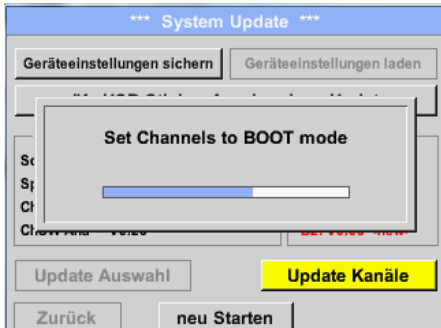 *** System Update ***
Geräteeinstellungen sichern
Geräteeinstellungen laden
Set Channels to BOOT mode
Update Auswahl
Update Kanäle
Zurück
neu Starten